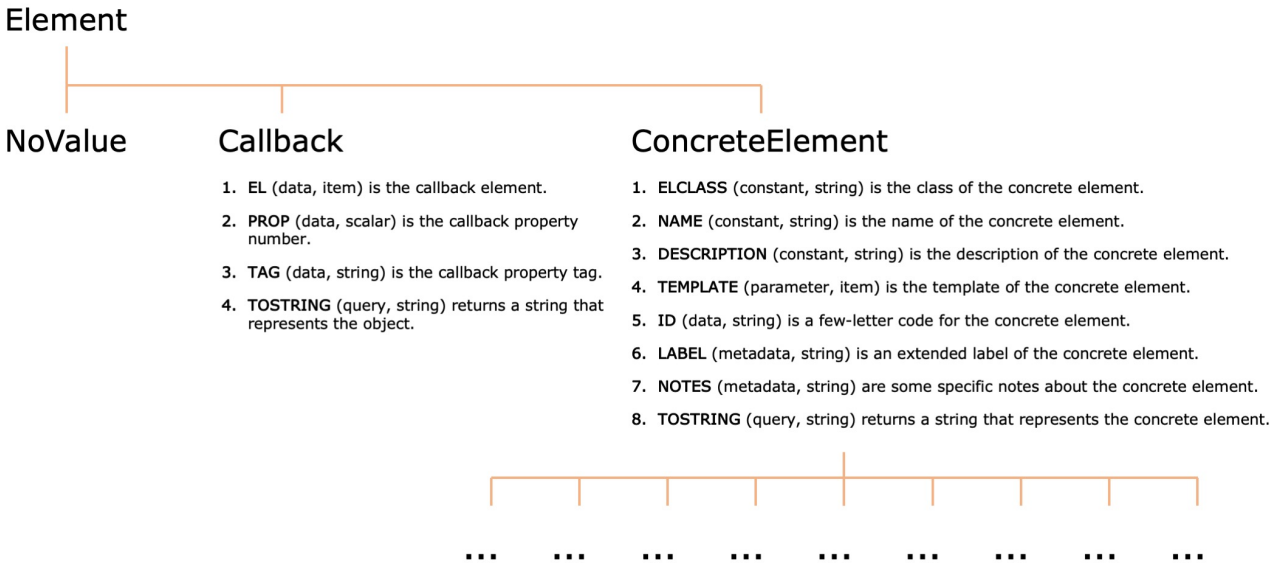 Element
NoValue
Callback
1. EL (data, item) is the callback element.
2. PROP (data, scalar) is the callback property
number.
3. TAG (data, string) is the callback property tag.
4. TOSTRING (query, string) returns a string that
represents the object.
ConcreteElement
1. ELCLASS (constant, string) is the class of the concrete element.
2. NAME (constant, string) is the name of the concrete element.
3. DESCRIPTION (constant, string) is the description of the concrete element.
4. TEMPLATE (parameter, item) is the template of the concrete element.
5. ID (data, string) is a few-letter code for the concrete element.
6. LABEL (metadata, string) is an extended label of the concrete element.
7. NOTES (metadata, string) are some specific notes about the concrete element.
8. TOSTRING (query, string) returns a string that represents the concrete element.
... ... ... ... ... ... ... ... ...